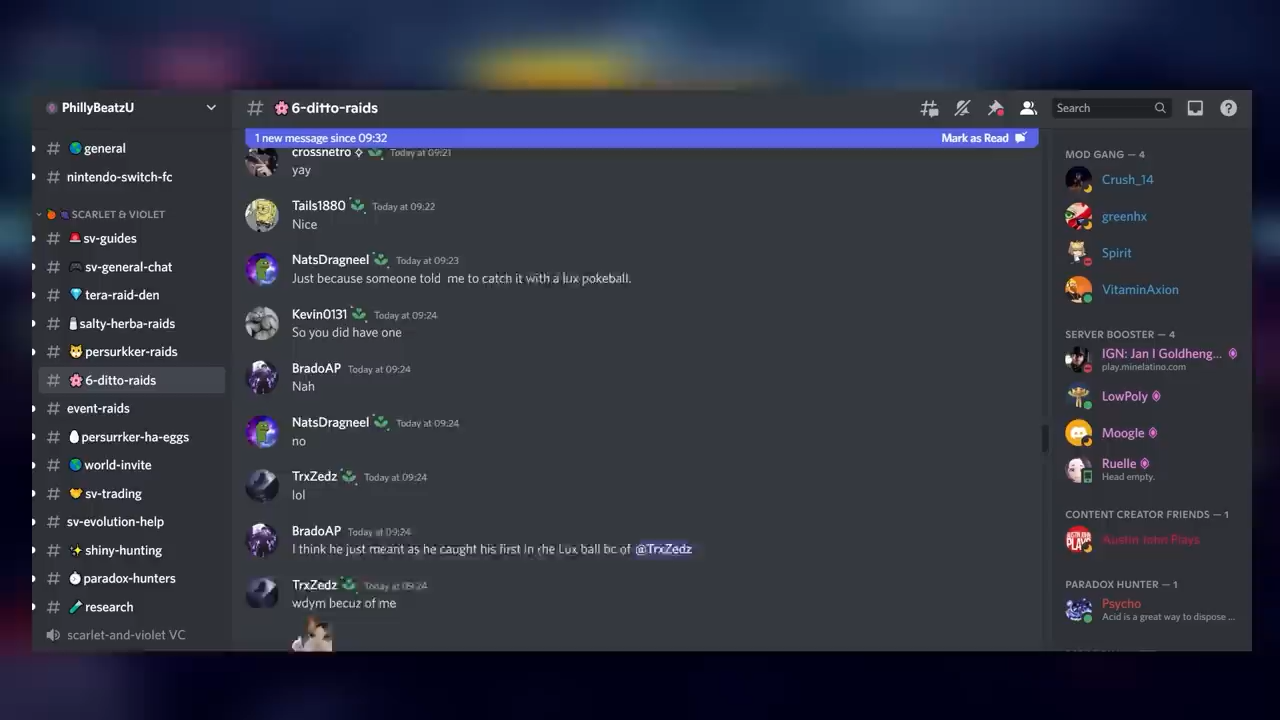 PhillyBeatzU
general
nintendo-switch-fc
SCARLET & VIOLET
sv-guides
sv-general-chat
tera-raid-den
salty-herba-raids
persurkker-raids
6-ditto-raids
event-raids
persurrker-ha-eggs
world-invite
sv-trading
sv-evolution-help
shiny-hunting
paradox-hunters
research
scarlet-and-violet VC
6-ditto-raids
Search
1 new message since 09:32 Mark as Read
crossnetro Today at 09:21
yay
Tails1880 Today at 09:22
Nice
NatsDragneel Today at 09:23
Just because someone told me to catch it with a lux pokeball.
Kevin0131 Today at 09:24
So you did have one
BradoAP Today at 09:24
Nah
NatsDragneel Today at 09:24
no
TrxZedz Today at 09:24
lol
BradoAP Today at 09:24
I think he just meant as he caught his first in the Lux ball bc of @TrxZedz
TrxZedz Today at 09:24
wdym becuz of me
MOD GANG — 4
Crush_14
greenhx
Spirit
VitaminAxion
SERVER BOOSTER — 4
IGN: Jan I Goldheng...
play.minelatino.com
LowPoly
Moogle
Ruelle
Head empty.
CONTENT CREATOR FRIENDS — 1
Austin John Plays
PARADOX HUNTER — 1
Psycho
Acid is a great way to dispose ...